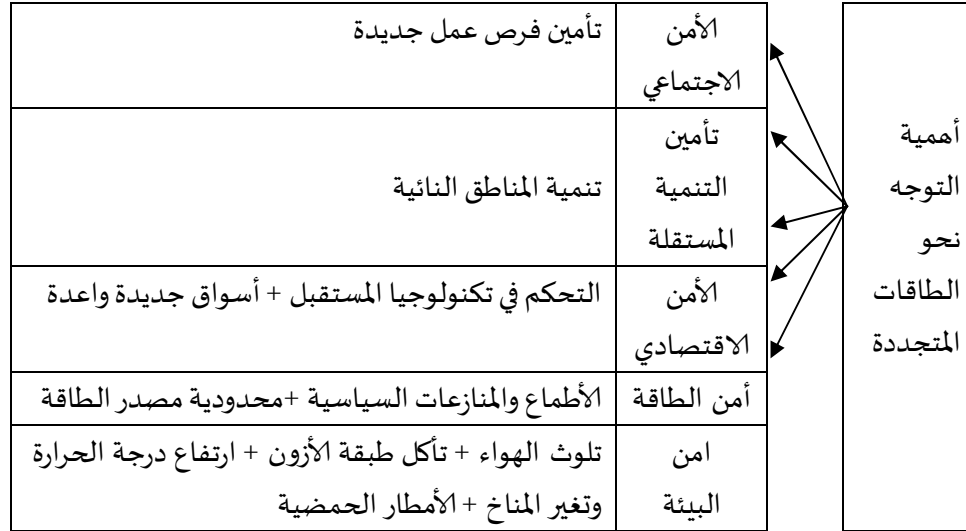 أهمية
التوجه
نحو
الطاقات
المتجددة
الأمن
الاجتماعي
تأمين فرص عمل جديدة
تأمين
التنمية
المستقلة
تنمية المناطق النائية
الأمن
الاقتصادي
التحكم في تكنولوجيا المستقبل + أسواق جديدة واعدة
أمن الطاقة
الأطماع والمنازعات السياسية +محدودية مصدر الطاقة
امن
البيئة
تلوث الهواء + تأكل طبقة الأزون + ارتفاع درجة الحرارة
وتغير المناخ + الأمطار الحمضية